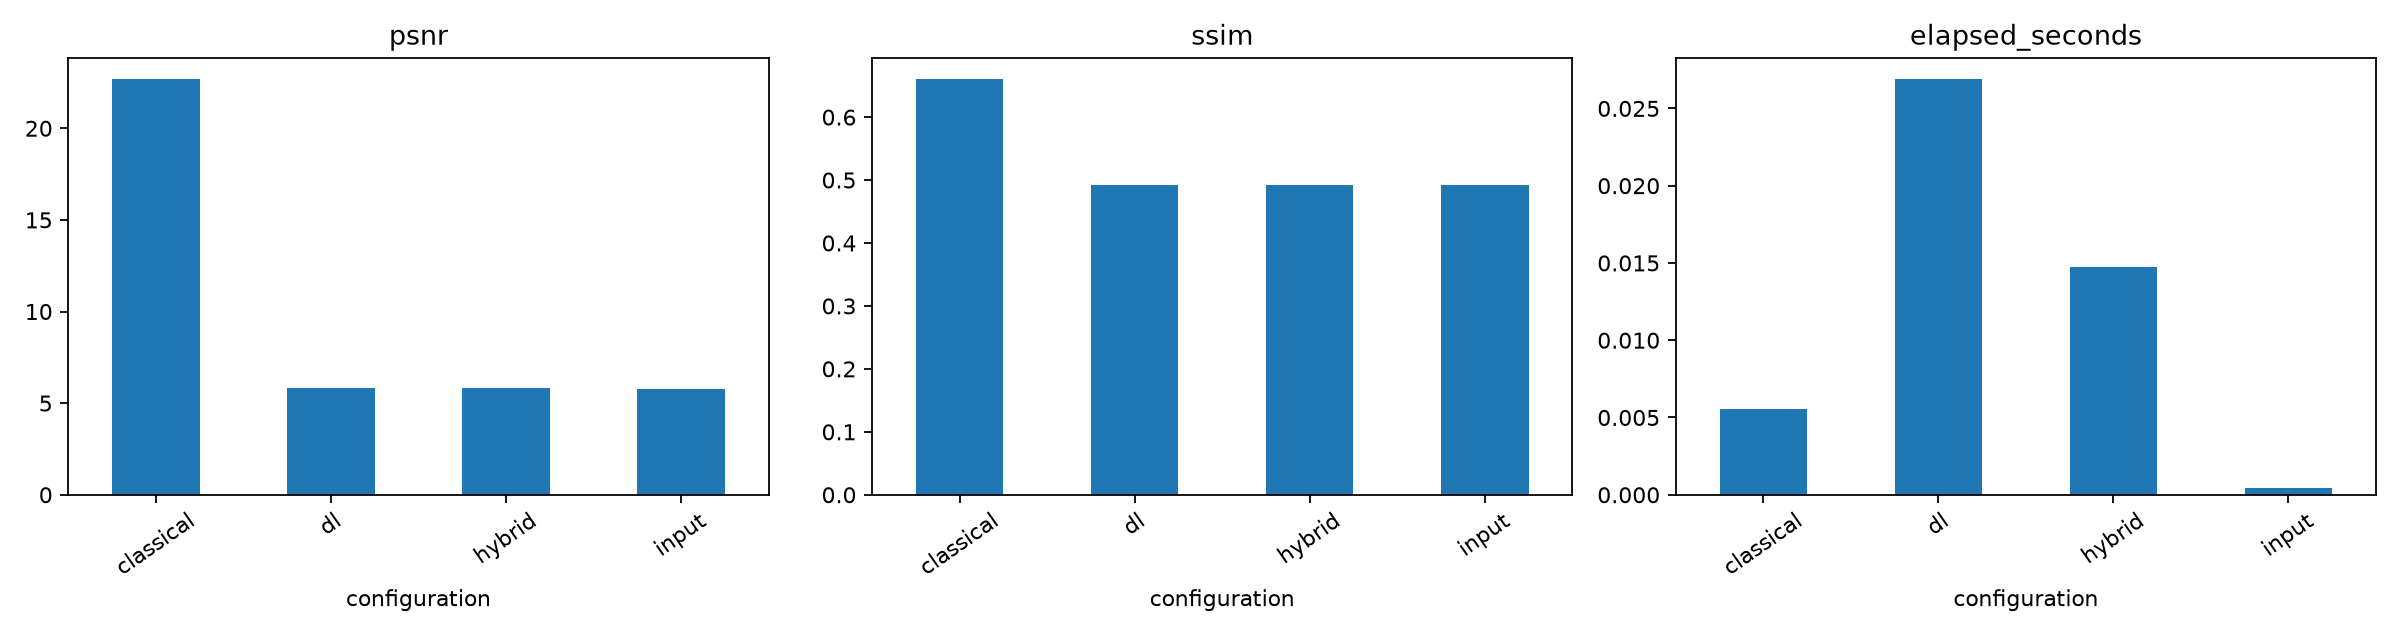 psnr
20
15
10
5
0
classical
dl
hybrid
input
configuration
ssim
0.6
0.5
0.4
0.3
0.2
0.1
0.0
classical
dl
hybrid
input
configuration
elapsed_seconds
0.025
0.020
0.015
0.010
0.005
0.000
classical
dl
hybrid
input
configuration